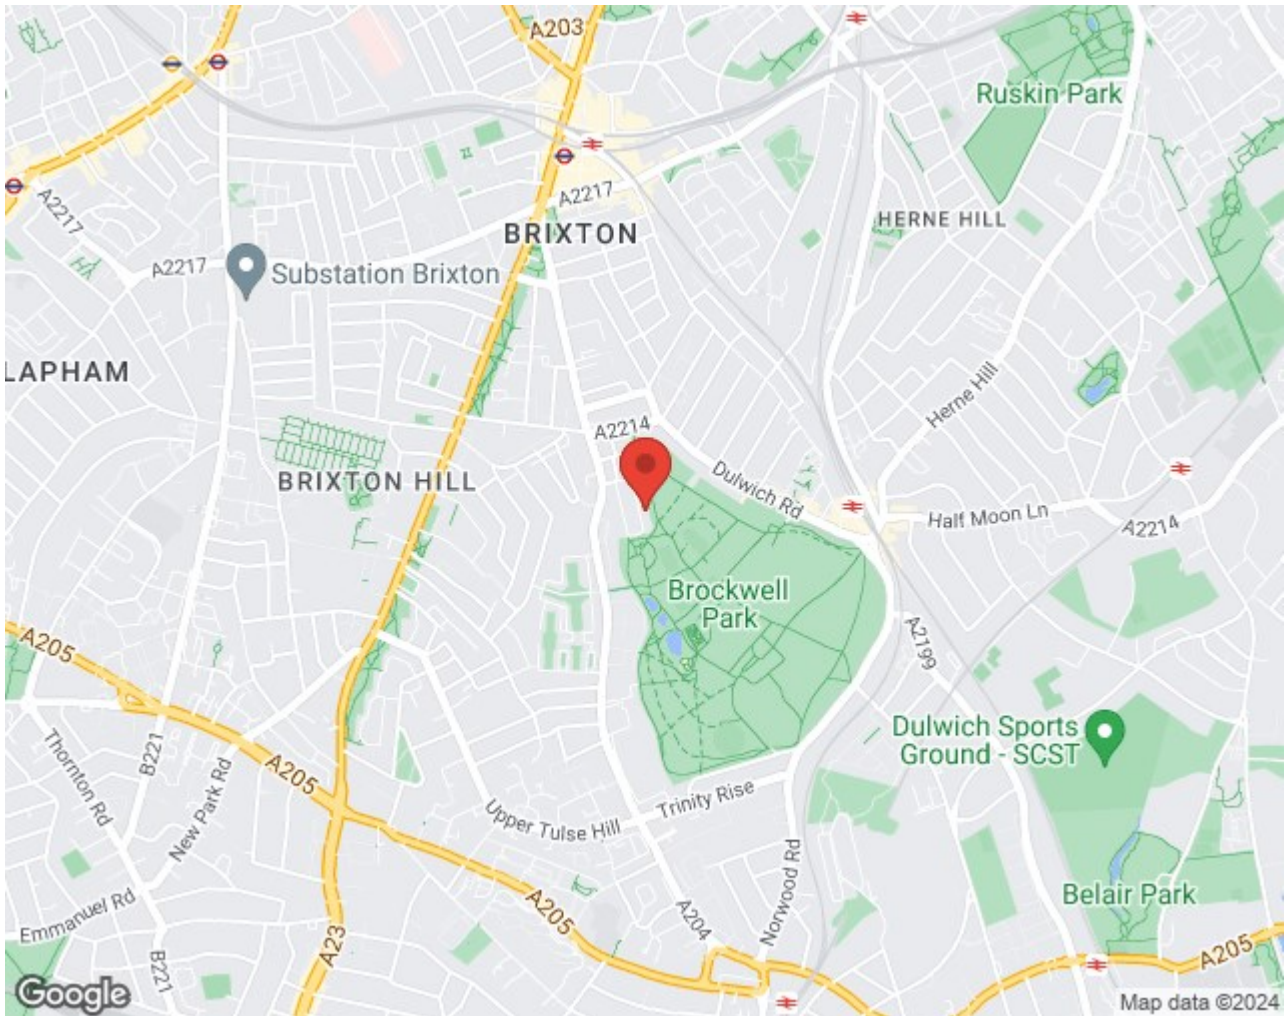 A203
Ruskin Park
A2217
A2217
BRIXTON
HERNE HILL
A2217
Substation Brixton
LAPHAM
Herne Hill
A2214
BRIXTON HILL
Dulwich Rd
Half Moon Ln
A2214
Brockwell
Park
A205
A2199
Dulwich Sports
Ground - SCST
Thornton Rd
B221
New Park Rd
A205
Upper Tulse Hill
Trinity Rise
Norwood Rd
Belair Park
Emmanuel Rd
A205
A204
A23
B221
A205
Google
Map data ©2024